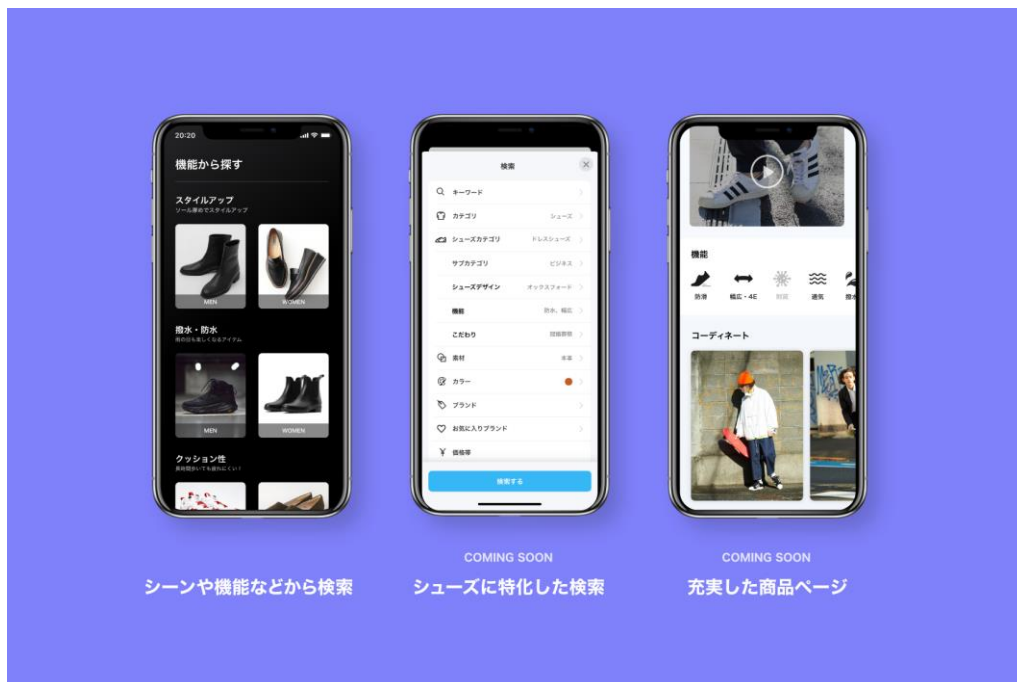 20:20
機能から探す
スタイルアップ
ソール厚めでスタイルアップ
MEN
WOMEN
撥水・防水
雨の日も楽しくなるアイテム
MEN
WOMEN
クッション性
長時間歩いても疲れにくい!
検索
キーワード
カテゴリ
シューズ
シューズカテゴリ
ドレスシューズ
サブカテゴリ
ビジネス
シューズデザイン
オックスフォード
機能
防水、幅広
こだわり
素材
本革
カラー
ブランド
お気に入りブランド
価格帯
検索する
機能
防滑
幅広・4E
耐寒
通気
撥水
コーディネート
COMING SOON
COMING SOON
シーンや機能などから検索
シューズに特化した検索
充実した商品ページ